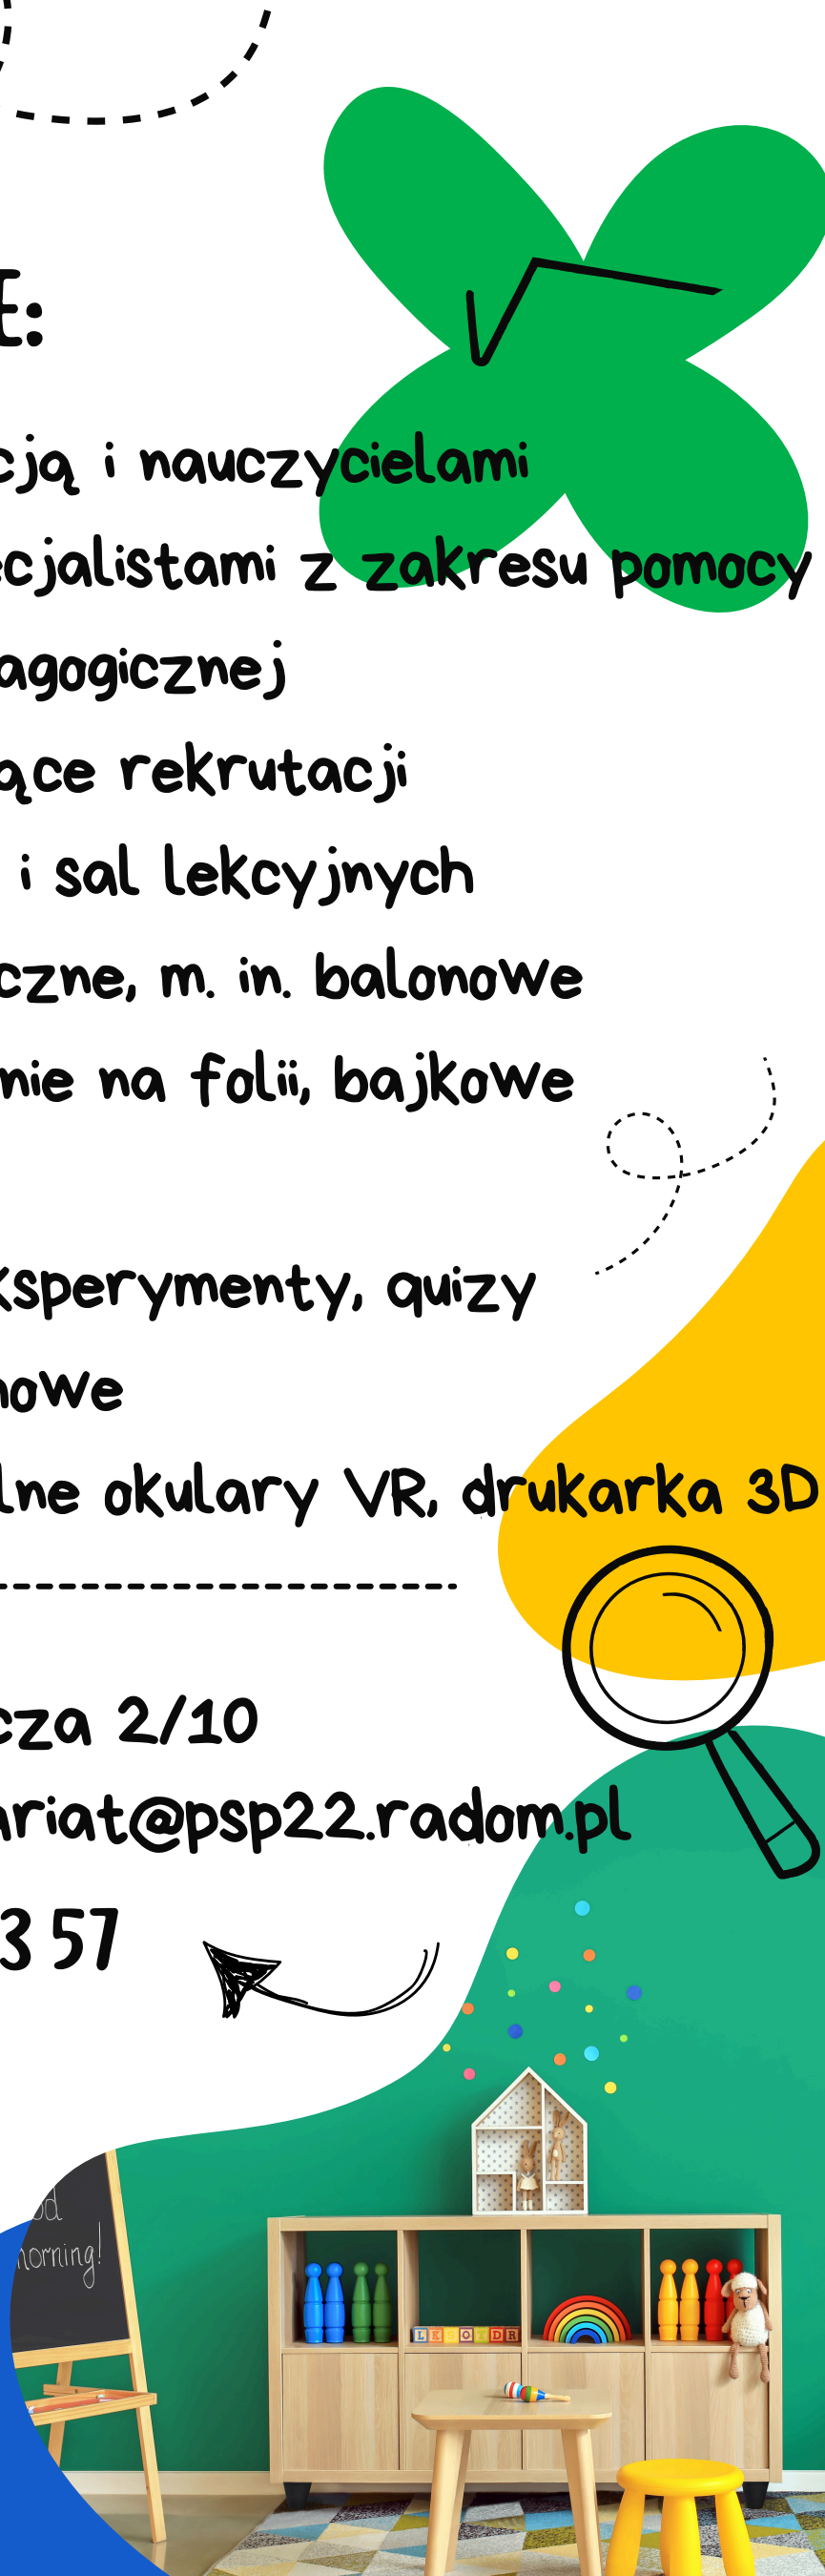 E:
cją i nauczycielami
ecjalistami z zakresu pomocy
agogicznej
ące rekrutacji
i sal lekcyjnych
czne, m. in. balonowe
nie na folii, bajkowe
ksperymenty, quizy
nowe
lne okulary VR, drukarka 3D
cza 2/10
ariat@psp22.radom.pl
3 57
od
morning!